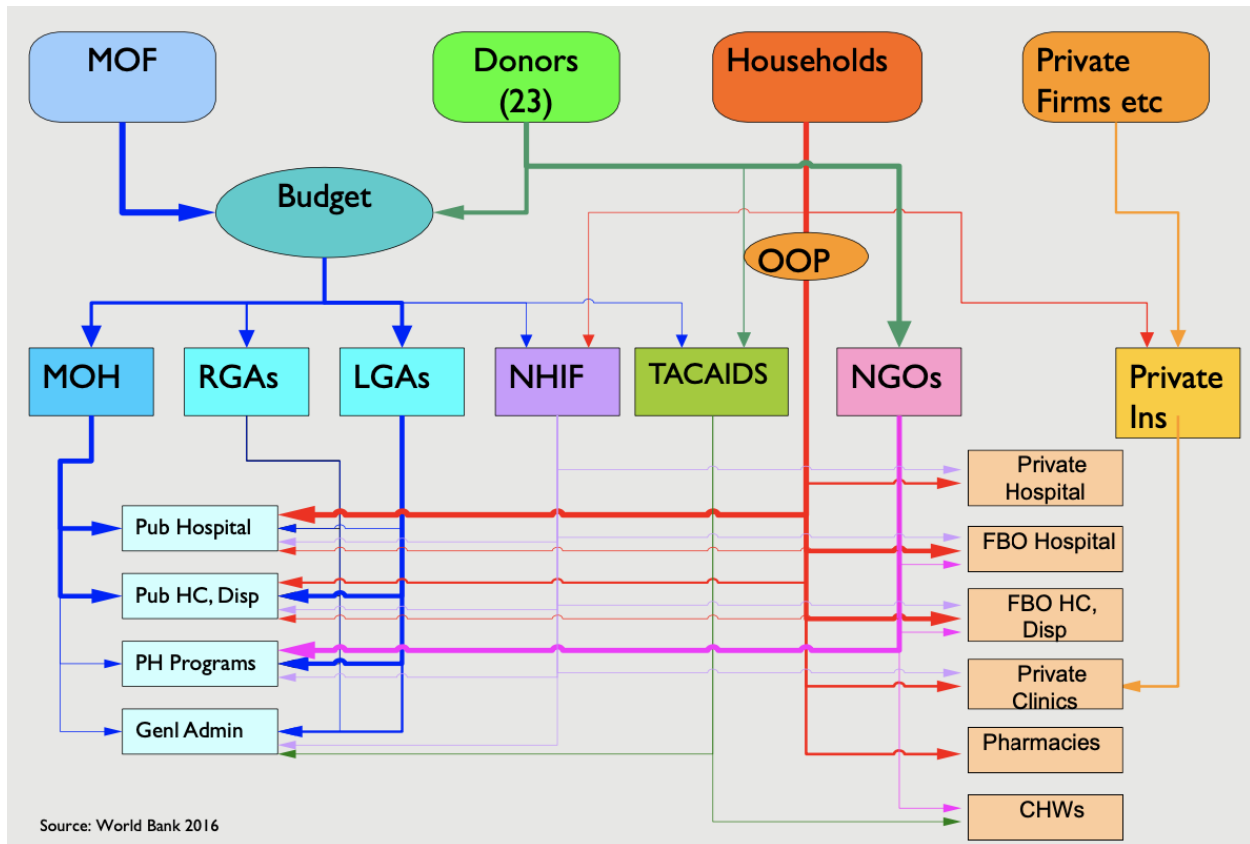 MOF
Donors
(23)
Households
Private
Firms etc
Budget
OOP
MOH
RGAs
LGAs
NHIF
TACAIDS
NGOs
Private
Ins
Private
Hospital
Pub Hospital
FBO Hospital
Pub HC, Disp
FBO HC,
Disp
PH Programs
Private
Clinics
Genl Admin
Pharmacies
CHWs
Source: World Bank 2016